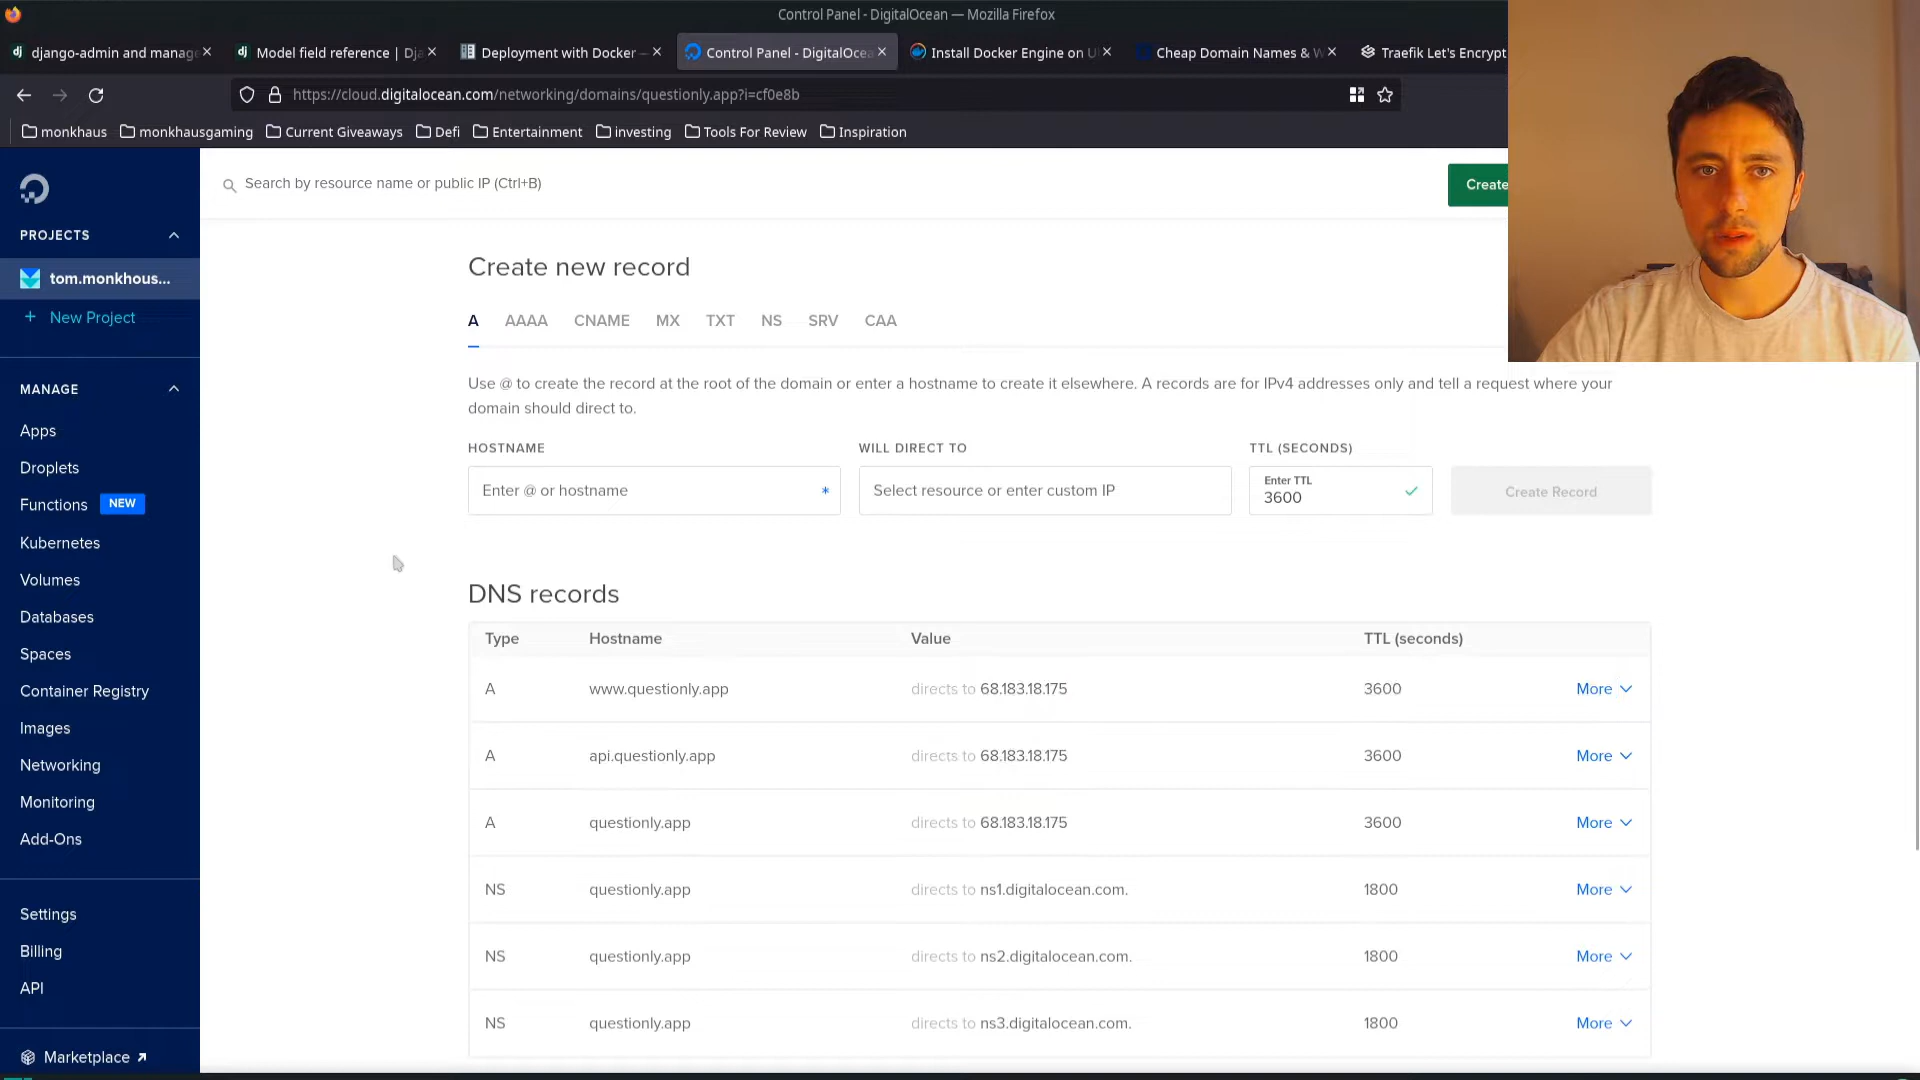 Control Panel - DigitalOcean — Mozilla Firefox
django-admin and manage
Model field reference | Dja
Deployment with Docker —
Control Panel - DigitalOcea
Install Docker Engine on U
Cheap Domain Names & W
Traefik Let's Encrypt
https://cloud.digitalocean.com/networking/domains/questionly.app?i=cf0e8b
monkhaus
monkhausgaming
Current Giveaways
Defi
Entertainment
investing
Tools For Review
Inspiration
Search by resource name or public IP (Ctrl+B)
Create
PROJECTS
tom.monkhous...
+ New Project
MANAGE
Apps
Droplets
Functions NEW
Kubernetes
Volumes
Databases
Spaces
Container Registry
Images
Networking
Monitoring
Add-Ons
Settings
Billing
API
Marketplace
Create new record
A AAAA CNAME MX TXT NS SRV CAA
Use @ to create the record at the root of the domain or enter a hostname to create it elsewhere. A records are for IPv4 addresses only and tell a request where your
domain should direct to.
HOSTNAME WILL DIRECT TO TTL (SECONDS)
Enter @ or hostname *
Select resource or enter custom IP
Enter TTL
3600
Create Record
DNS records
Type Hostname Value TTL (seconds)
A www.questionly.app directs to 68.183.18.175 3600 More
A api.questionly.app directs to 68.183.18.175 3600 More
A questionly.app directs to 68.183.18.175 3600 More
NS questionly.app directs to ns1.digitalocean.com. 1800 More
NS questionly.app directs to ns2.digitalocean.com. 1800 More
NS questionly.app directs to ns3.digitalocean.com. 1800 More